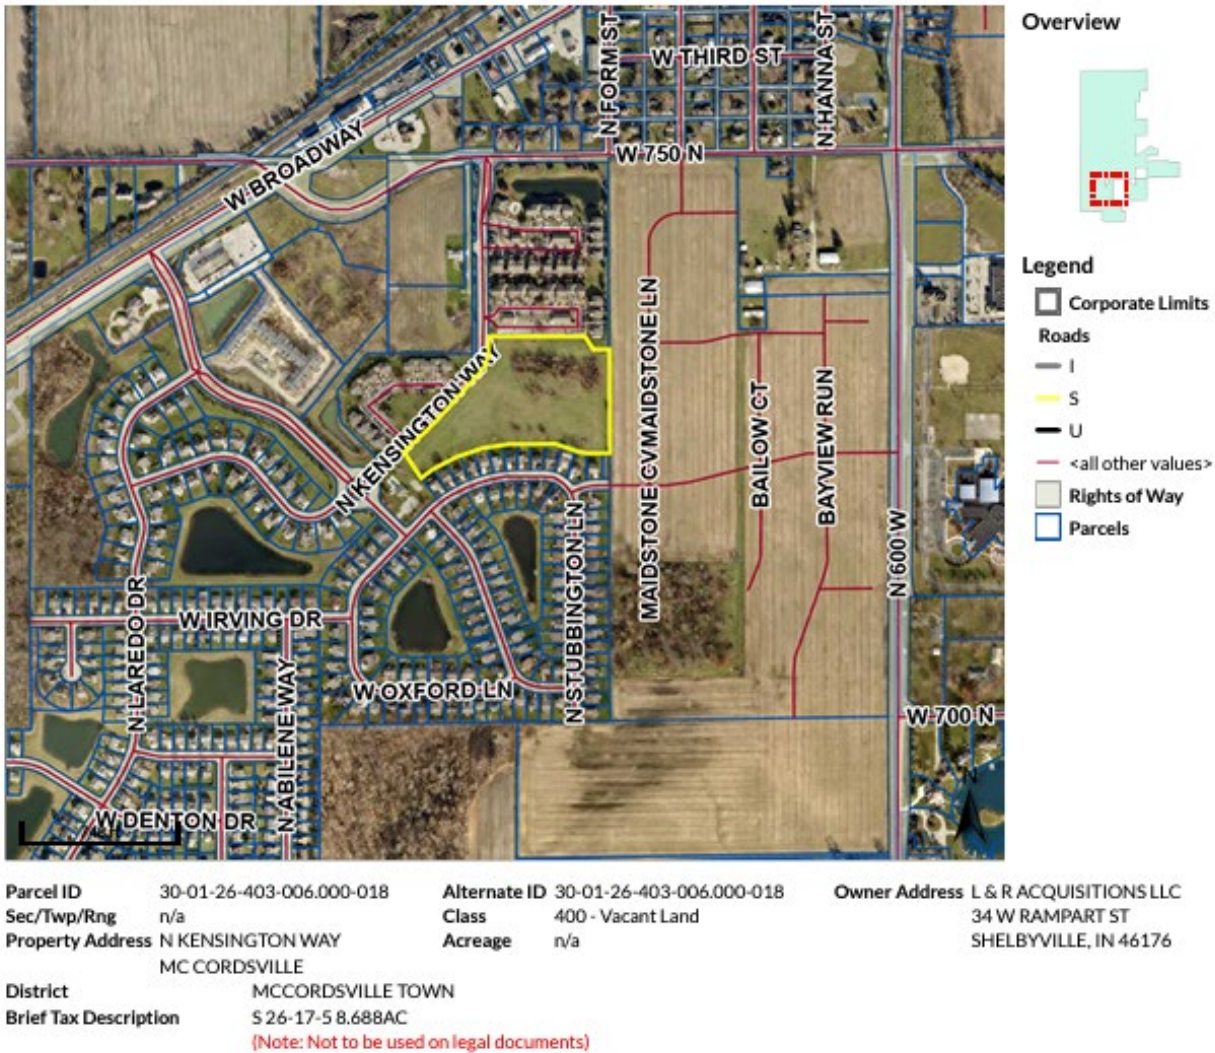 N FORM ST
W THIRD ST
N HANNA ST
W 750 N
W BROADWAY
N KENSINGTON WAY
MAIDSTONE CVMAIDSTONE LN
BAILOW CT
BAYVIEW RUN
N 600 W
N LAREDO DR
W IRVING DR
N ABILENE WAY
W OXFORD LN
N STUBBINGTON LN
W 700 N
W DENTON DR
N
Overview
Legend
Corporate Limits
Roads
I
S
U
<all other values>
Rights of Way
Parcels
Parcel ID 30-01-26-403-006.000-018 Alternate ID 30-01-26-403-006.000-018 Owner Address L & R ACQUISITIONS LLC
Sec/Twp/Rng n/a Class 400 - Vacant Land 34 W RAMPART ST
Property Address N KENSINGTON WAY Acreage n/a SHELBYVILLE, IN 46176
MC CORDSVILLE
District MCCORDSVILLE TOWN
Brief Tax Description S 26-17-5 8.688AC
(Note: Not to be used on legal documents)